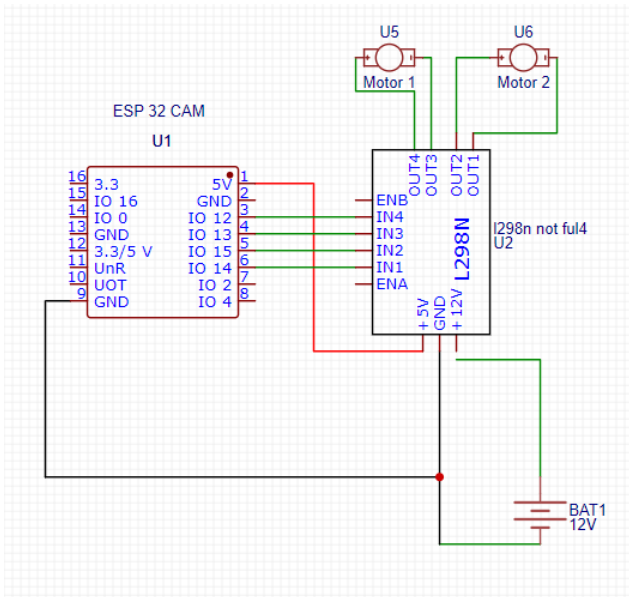 U5
U6
Motor 1
Motor 2
ESP 32 CAM
U1
16
3.3
5V
1
15
IO 16
GND
2
14
IO 0
IO 12
3
13
GND
IO 13
4
12
3.3/5 V
IO 15
5
11
UnR
IO 14
6
10
UOT
IO 2
7
9
GND
IO 4
8
OUT4
OUT3
OUT2
OUT1
ENB
IN4
IN3
IN2
IN1
ENA
L298N
+5V
GND
+12V
l298n not ful4
U2
BAT1
12V